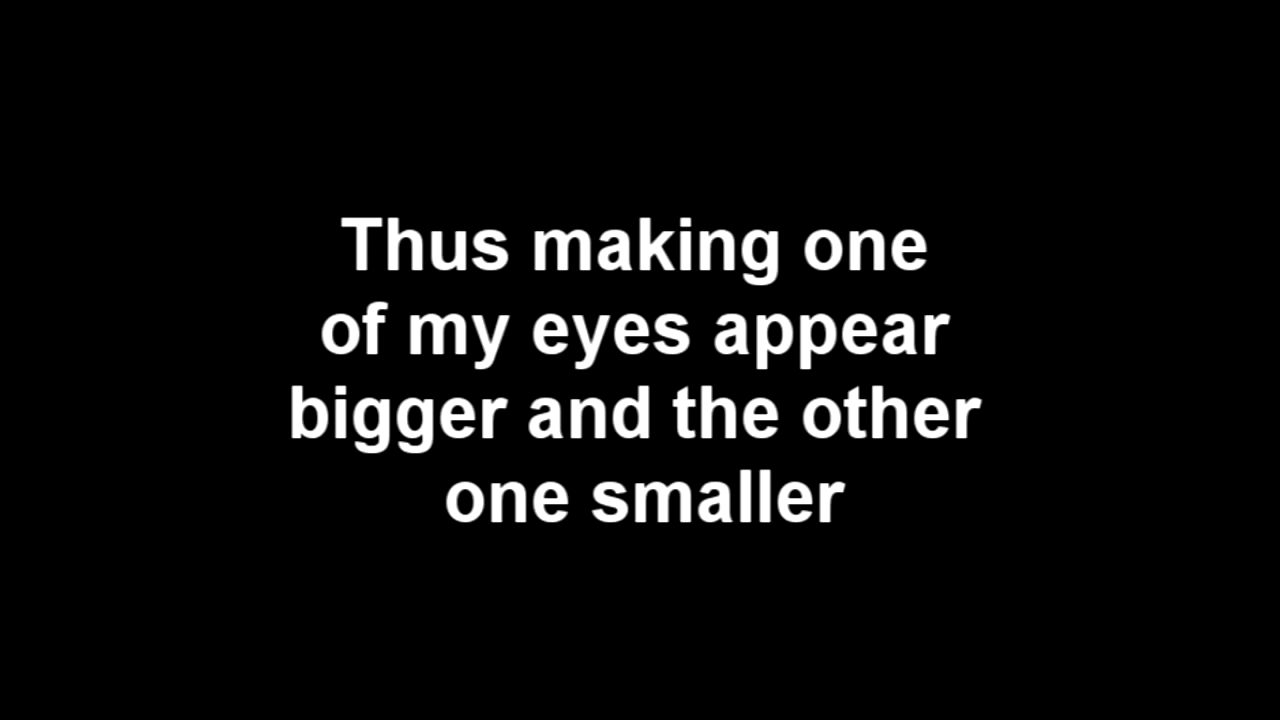 Thus making one
of my eyes appear
bigger and the other
one smaller